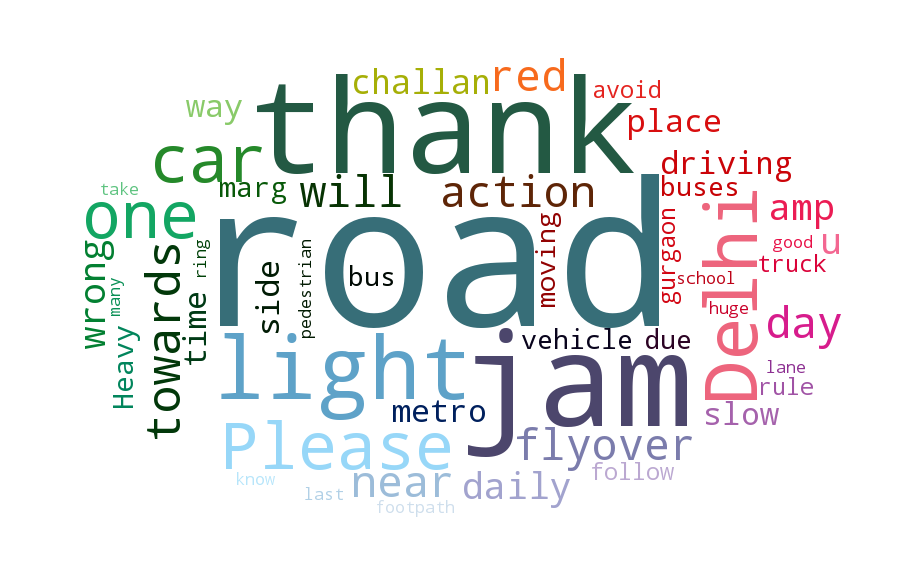 thank
road
jam
light
Delhi
Please
car
one
towards
will
action
red
challan
way
avoid
place
driving
buses
marg
take
amp
u
good
truck
school
huge
gurgaon
moving
bus
pedestrian
side
ring
time
many
wrong
Heavy
vehicle
due
day
lane
rule
slow
metro
flyover
follow
near
daily
know
last
footpath